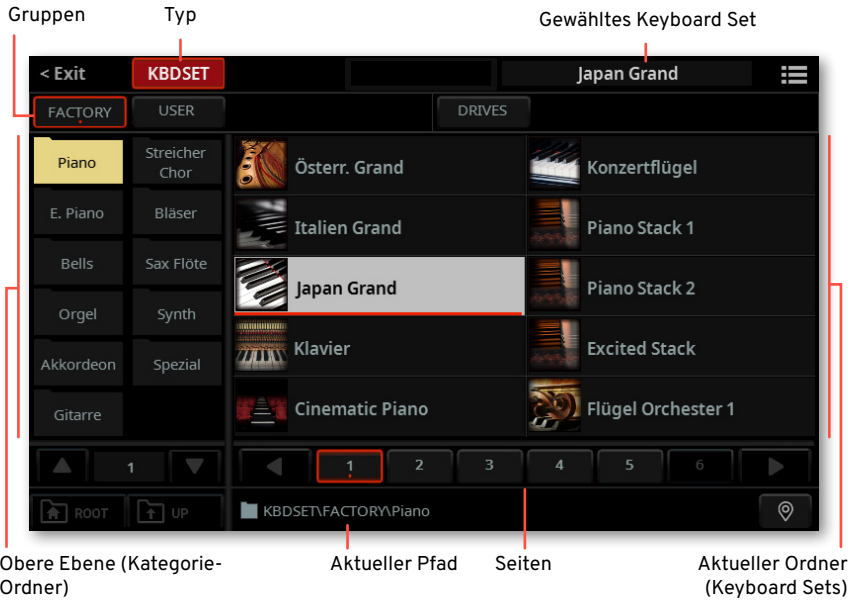 Gruppen
Typ
Gewähltes Keyboard Set
< Exit
KBDSET
Japan Grand
FACTORY
USER
DRIVES
Piano
Streicher
Chor
E. Piano
Bläser
Bells
Sax Flöte
Orgel
Synth
Akkordeon
Spezial
Gitarre
Österr. Grand
Konzertflügel
Italien Grand
Piano Stack 1
Japan Grand
Piano Stack 2
Klavier
Excited Stack
Cinematic Piano
Flügel Orchester 1
1
1
2
3
4
5
6
ROOT
UP
KBDSET\FACTORY\Piano
Obere Ebene (Kategorie-
Ordner)
Aktueller Pfad
Seiten
Aktueller Ordner
(Keyboard Sets)